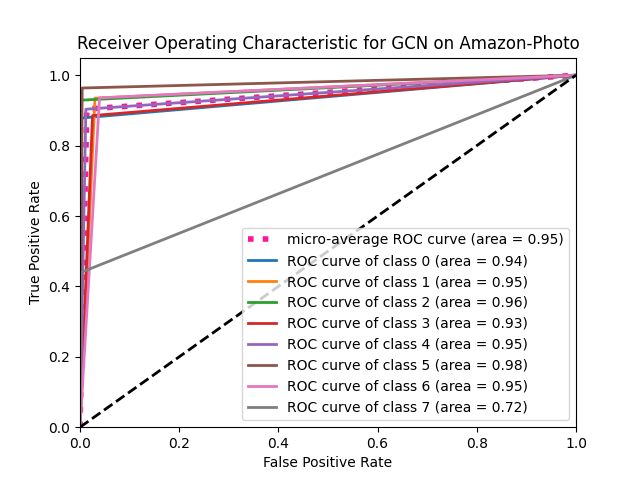 Receiver Operating Characteristic for GCN on Amazon-Photo
1.0
0.8
0.6
0.4
0.2
0.0
True Positive Rate
micro-average ROC curve (area = 0.95)
ROC curve of class 0 (area = 0.94)
ROC curve of class 1 (area = 0.95)
ROC curve of class 2 (area = 0.96)
ROC curve of class 3 (area = 0.93)
ROC curve of class 4 (area = 0.95)
ROC curve of class 5 (area = 0.98)
ROC curve of class 6 (area = 0.95)
ROC curve of class 7 (area = 0.72)
0.0 0.2 0.4 0.6 0.8 1.0
False Positive Rate